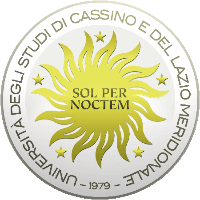 UNIVERSITÀ DEGLI STUDI DI CASSINO E DEL LAZIO MERIDIONALE
SOL PER
NOCTEM
- 1979 -